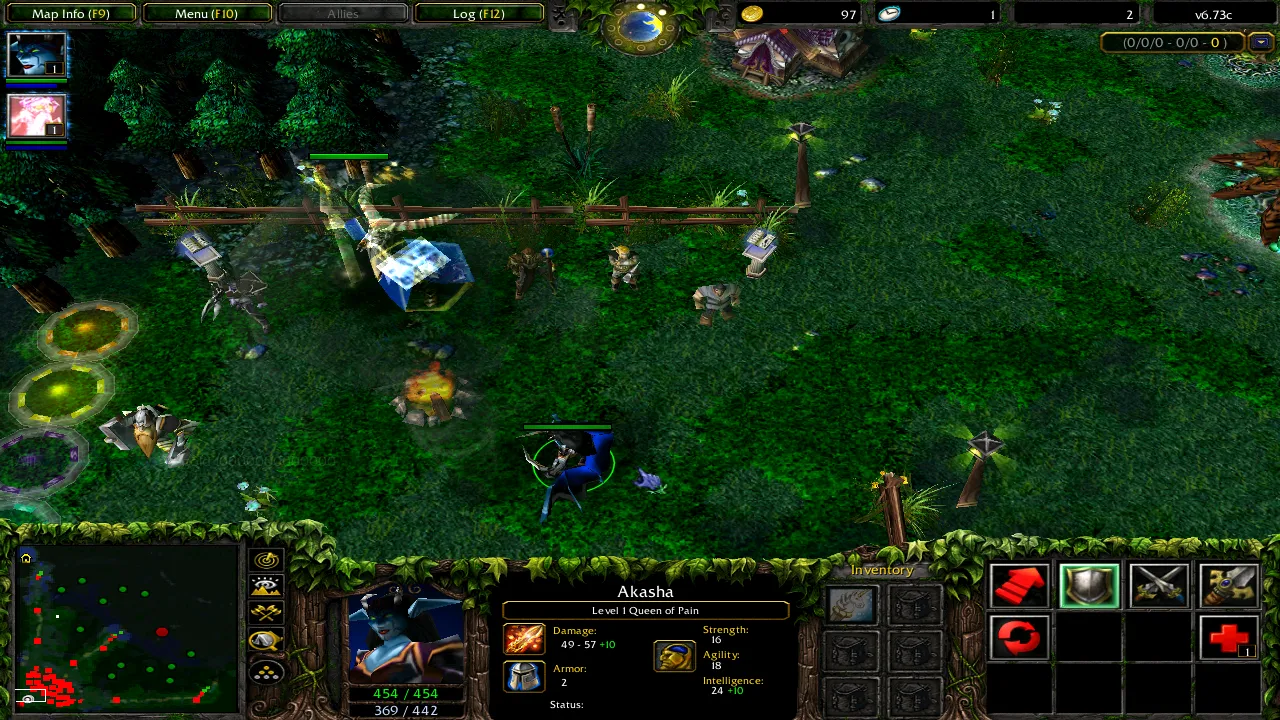 Map Info (F9)
Menu (F10)
Allies
Log (F12)
97
1
2
v6.73c
(0/0/0 - 0/0 - 0 )
1
1
Akasha
Level 1 Queen of Pain
Damage:
49 - 57 +10
Armor:
2
Status:
Strength:
16
Agility:
18
Intelligence:
24 +10
454 / 454
369 / 442
Inventory
1